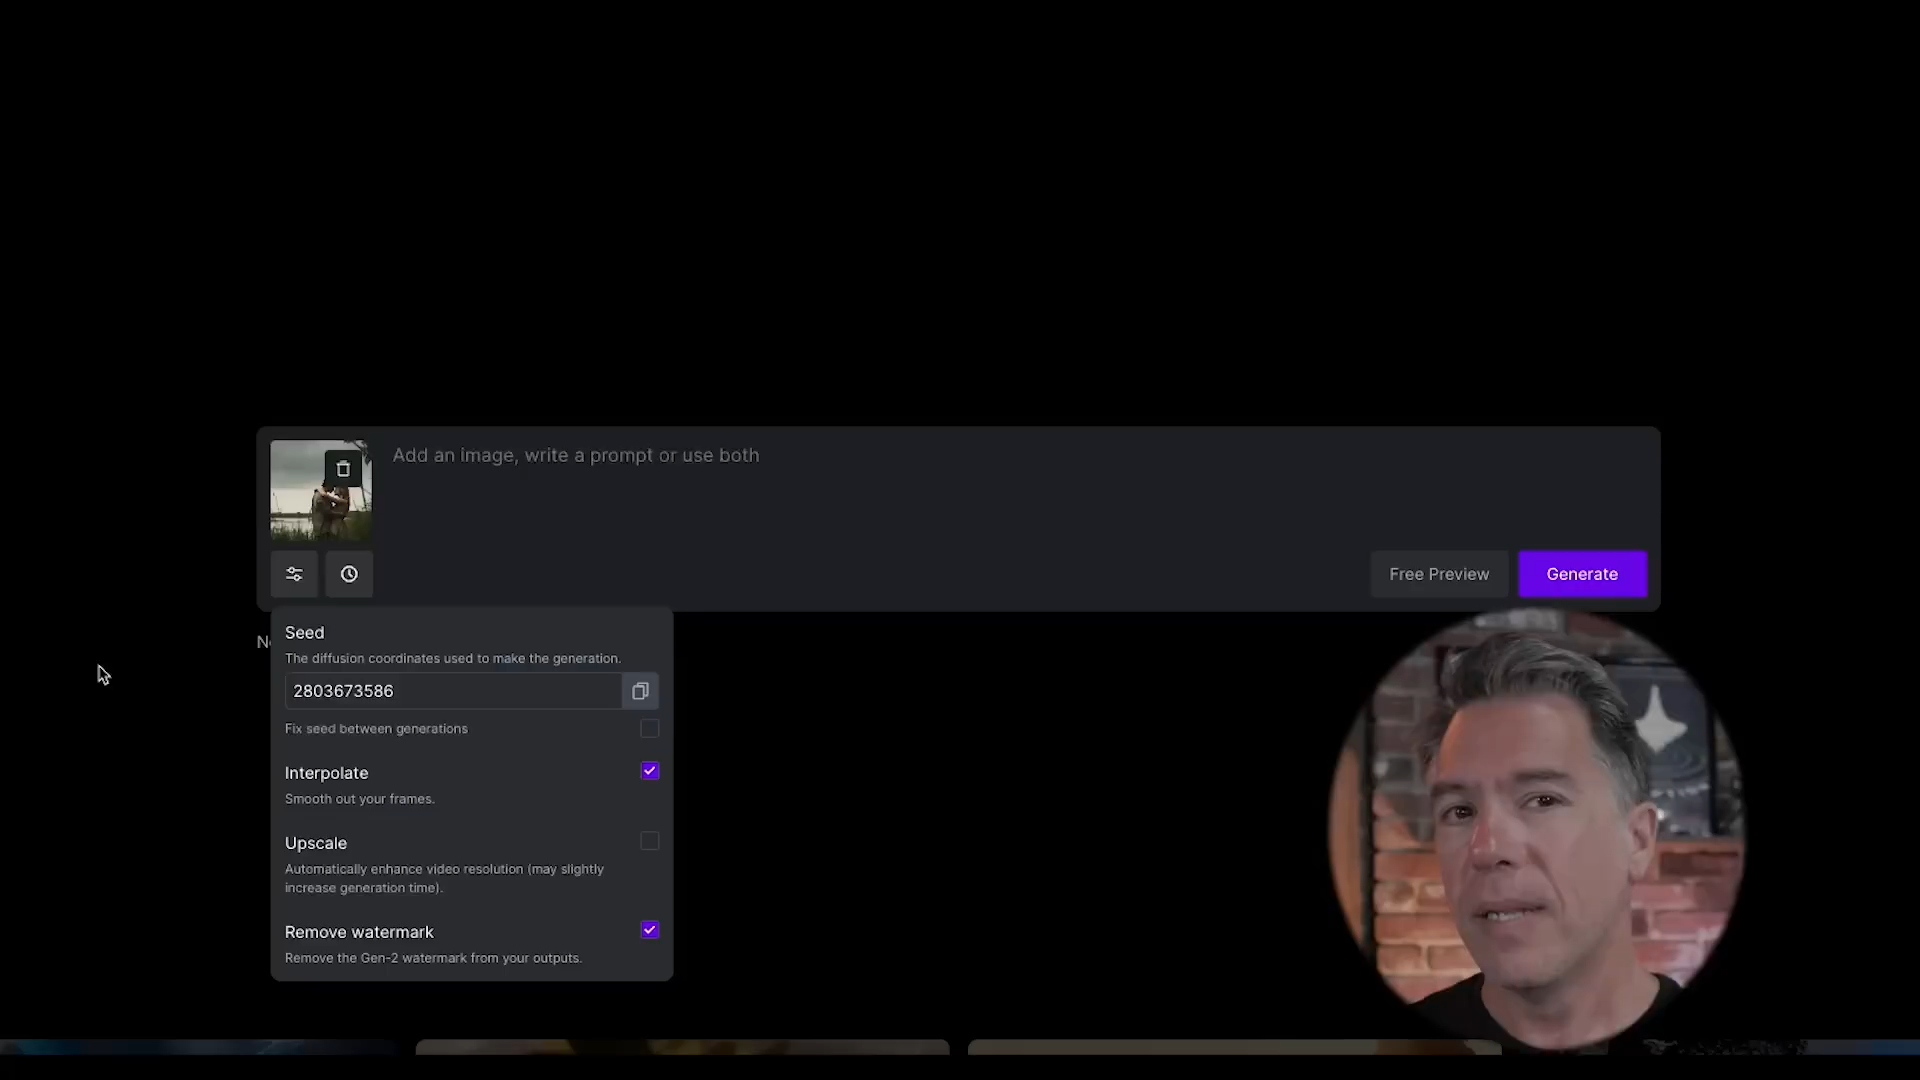 Add an image, write a prompt or use both
Free Preview
Generate
Seed
The diffusion coordinates used to make the generation.
2803673586
Fix seed between generations
Interpolate
Smooth out your frames.
Upscale
Automatically enhance video resolution (may slightly
increase generation time).
Remove watermark
Remove the Gen-2 watermark from your outputs.